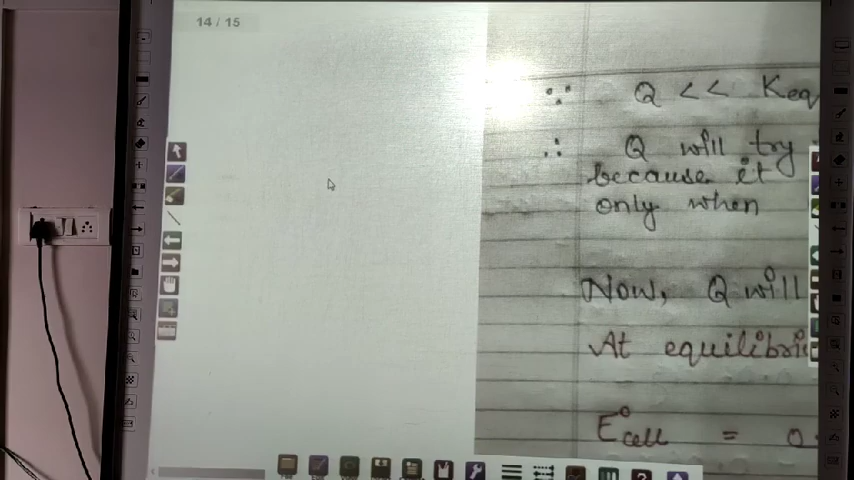 14 / 15
∵ Q << Keq
∴ Q will try
because it
only when
Now, Q will
At equilibri
E°cell = 0.